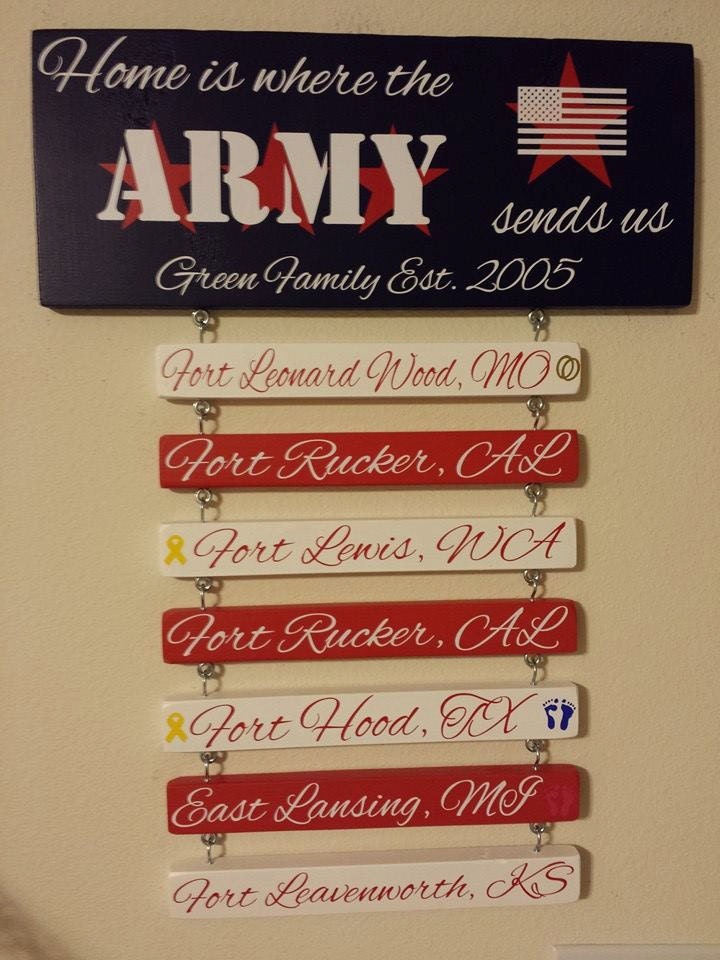 Home is where the
ARMY
sends us
Green Family Est. 2005
Fort Leonard Wood, MO
Fort Rucker, AL
Fort Lewis, WA
Fort Rucker, AL
Fort Hood, TX
East Lansing, MI
Fort Leavenworth, KS